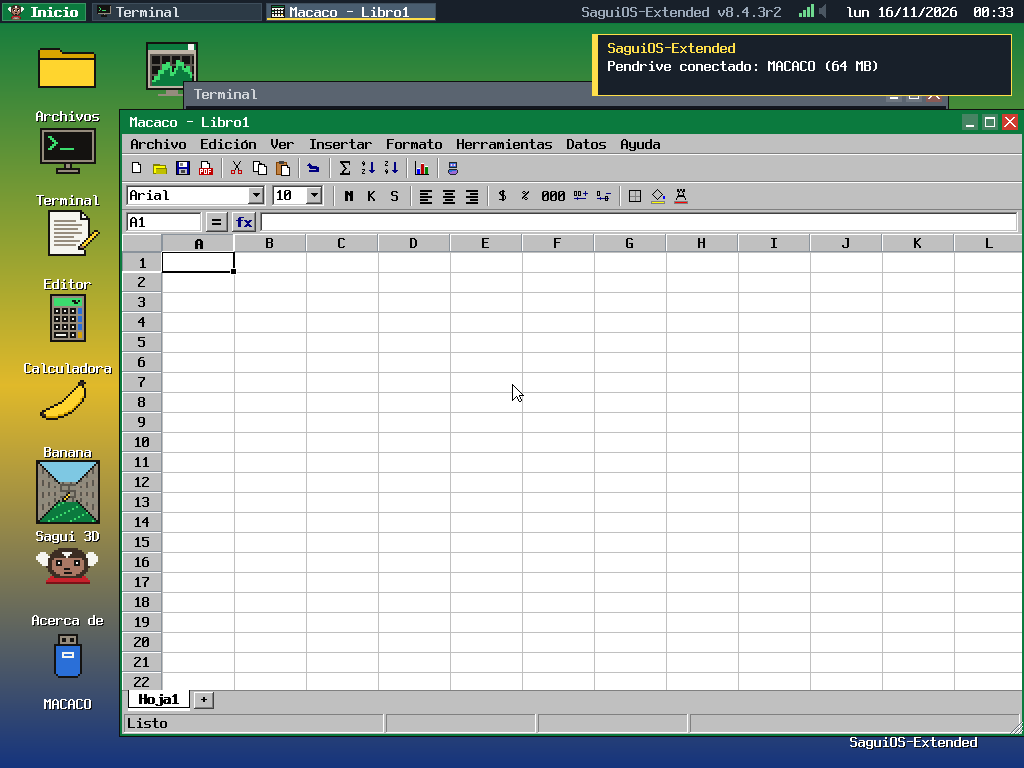 Inicio
Terminal
Macaco - Libro1
SaguiOS-Extended v8.4.3r2
lun 16/11/2026 00:33
SaguiOS-Extended
Pendrive conectado: MACACO (64 MB)
Archivos
Terminal
Editor
Calculadora
Banana
Sagui 3D
Acerca de
MACACO
Terminal
Macaco - Libro1
Archivo Edición Ver Insertar Formato Herramientas Datos Ayuda
PDF
Arial 10 N K S $ % 000
A1 = fx
A B C D E F G H I J K L
1
2
3
4
5
6
7
8
9
10
11
12
13
14
15
16
17
18
19
20
21
22
Hoja1 +
Listo
SaguiOS-Extended